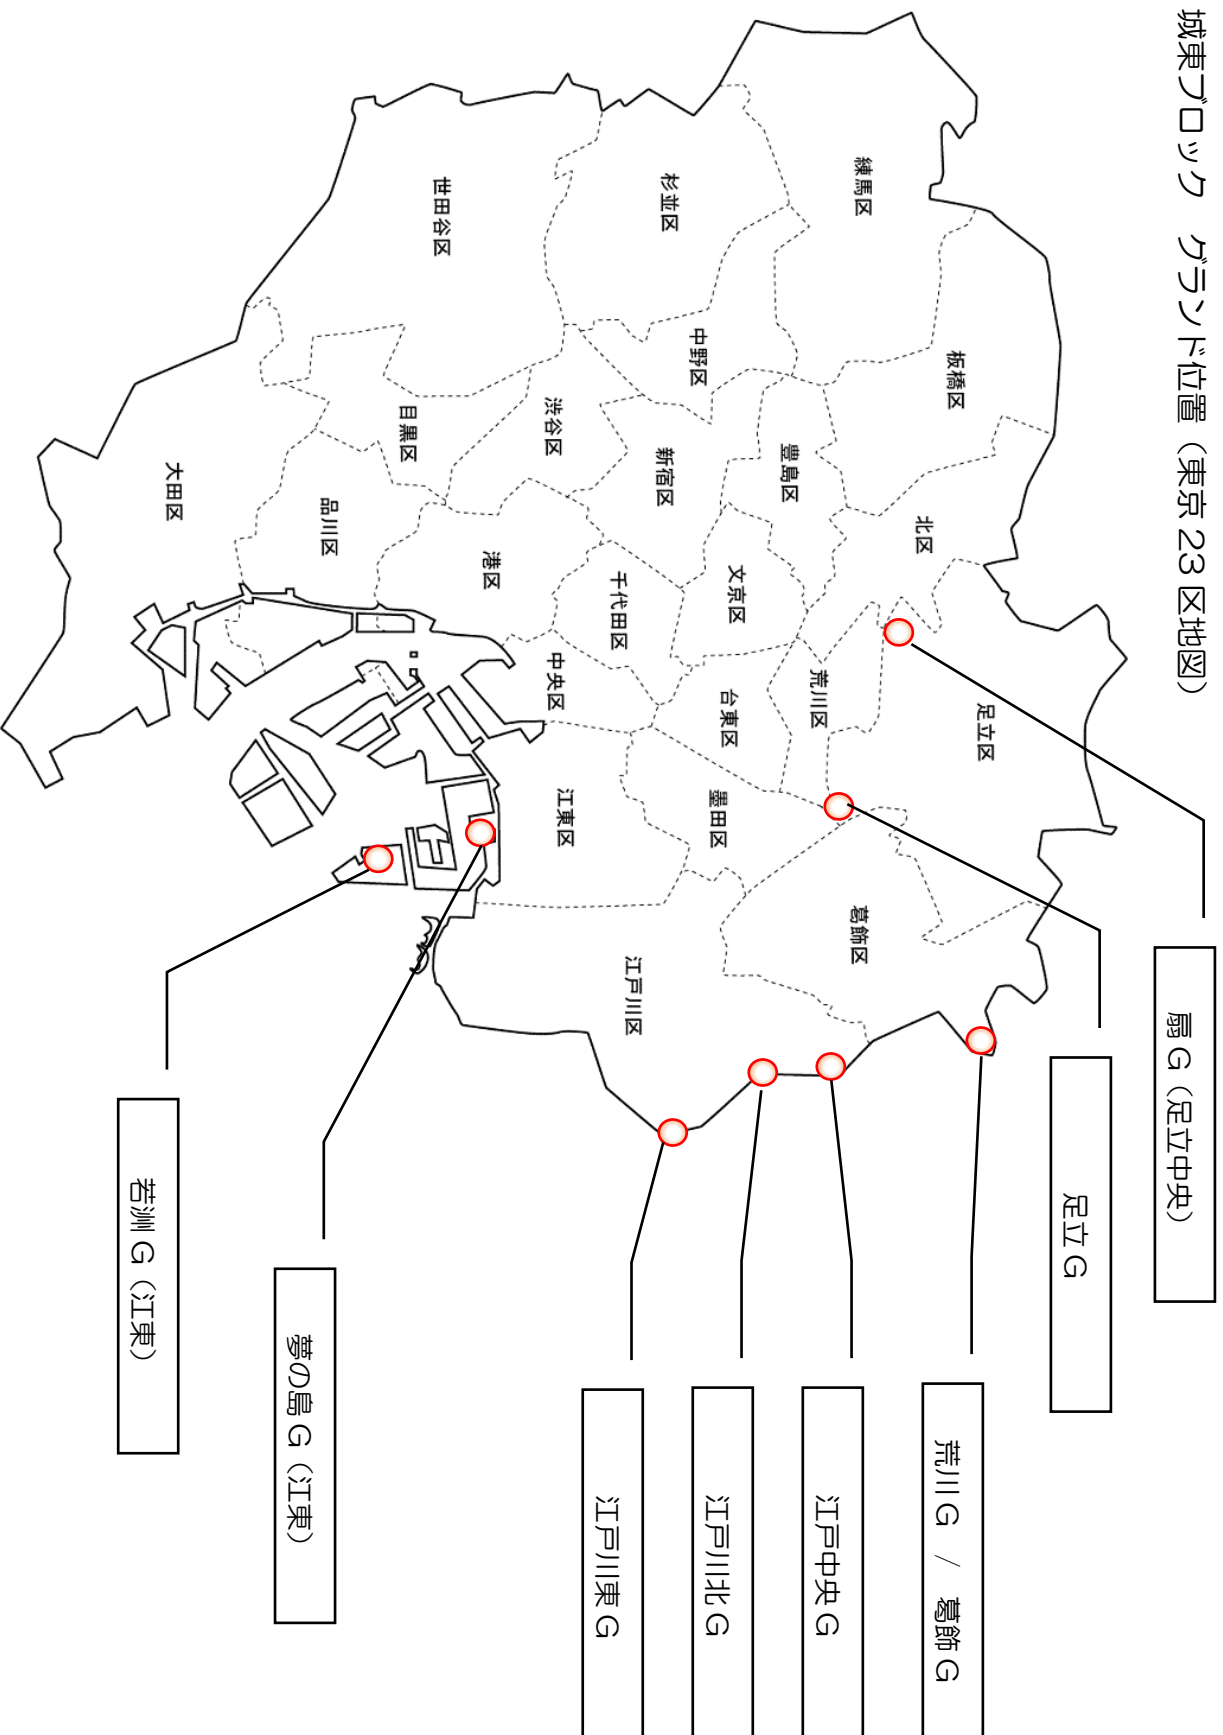 城東ブロック　グランド位置（東京23区地図）
扇G（足立中央）
足立G
荒川G / 葛飾G
江戸中央G
江戸川北G
江戸川東G
夢の島G（江東）
若洲G（江東）
練馬区
板橋区
北区
足立区
杉並区
中野区
豊島区
荒川区
葛飾区
世田谷区
渋谷区
新宿区
文京区
台東区
墨田区
千代田区
中央区
江東区
江戸川区
目黒区
港区
品川区
大田区